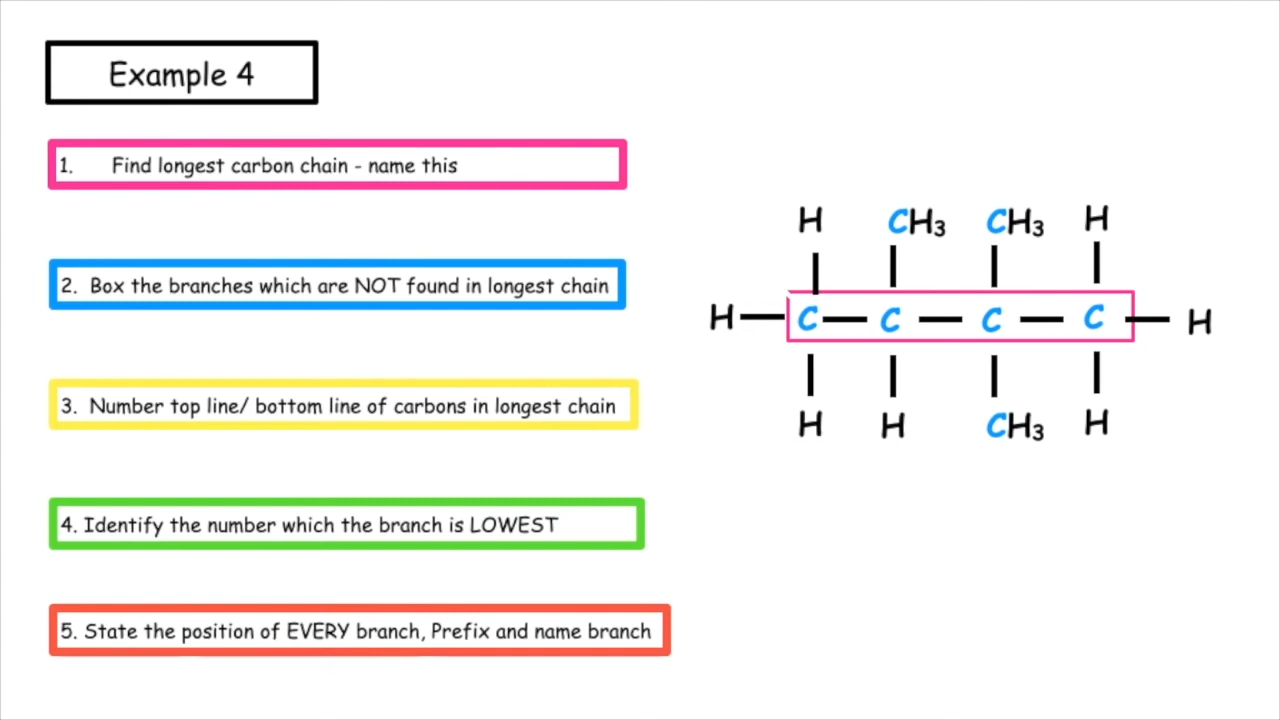 Example 4
1. Find longest carbon chain - name this
2. Box the branches which are NOT found in longest chain
3. Number top line/ bottom line of carbons in longest chain
4. Identify the number which the branch is LOWEST
5. State the position of EVERY branch, Prefix and name branch
H CH₃ CH₃ H
H C C C C H
H H CH₃ H